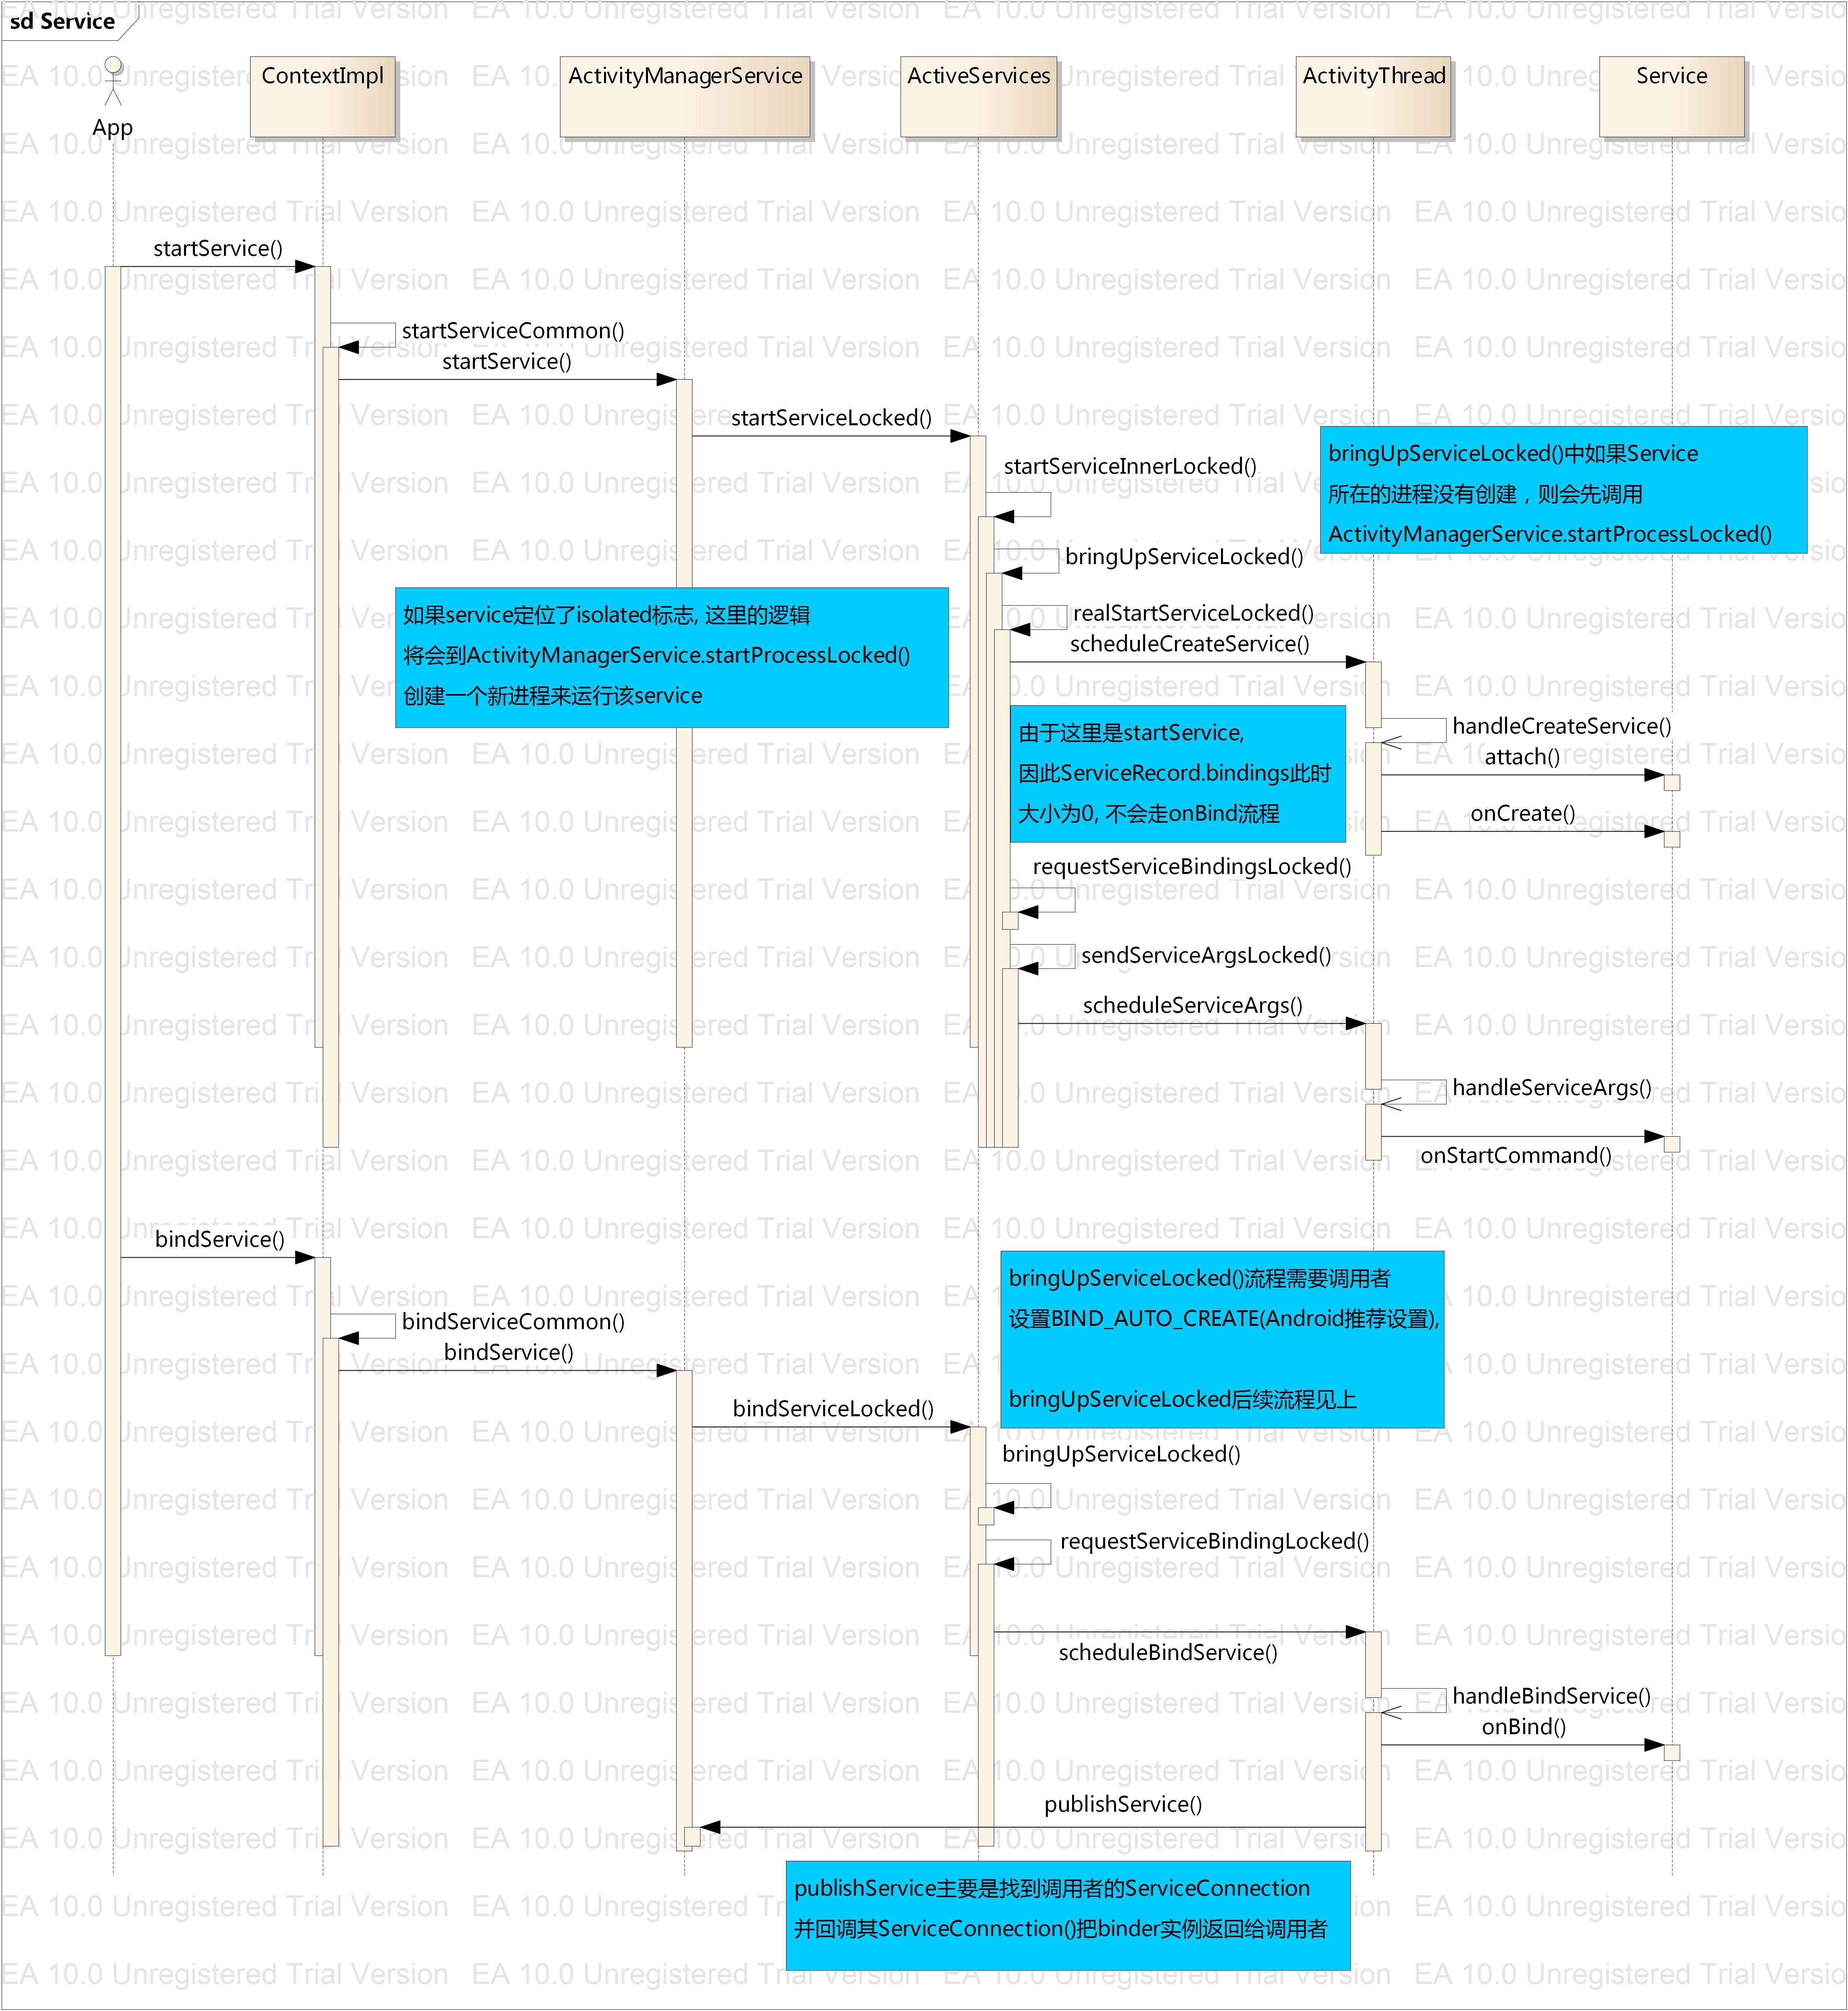 sd Service
App
ContextImpl
ActivityManagerService
ActiveServices
ActivityThread
Service
startService()
startServiceCommon()
startService()
startServiceLocked()
startServiceInnerLocked()
bringUpServiceLocked()中如果Service
所在的进程没有创建，则会先调用
ActivityManagerService.startProcessLocked()
bringUpServiceLocked()
如果service定位了isolated标志, 这里的逻辑
将会到ActivityManagerService.startProcessLocked()
创建一个新进程来运行该service
realStartServiceLocked()
scheduleCreateService()
由于这里是startService,
因此ServiceRecord.bindings此时
大小为0, 不会走onBind流程
handleCreateService()
attach()
onCreate()
requestServiceBindingsLocked()
sendServiceArgsLocked()
scheduleServiceArgs()
handleServiceArgs()
onStartCommand()
bindService()
bringUpServiceLocked()流程需要调用者
设置BIND_AUTO_CREATE(Android推荐设置),
bringUpServiceLocked后续流程见上
bindServiceCommon()
bindService()
bindServiceLocked()
bringUpServiceLocked()
requestServiceBindingLocked()
scheduleBindService()
handleBindService()
onBind()
publishService()
publishService主要是找到调用者的ServiceConnection
并回调其ServiceConnection()把binder实例返回给调用者
EA 10.0 Unregistered Trial Version